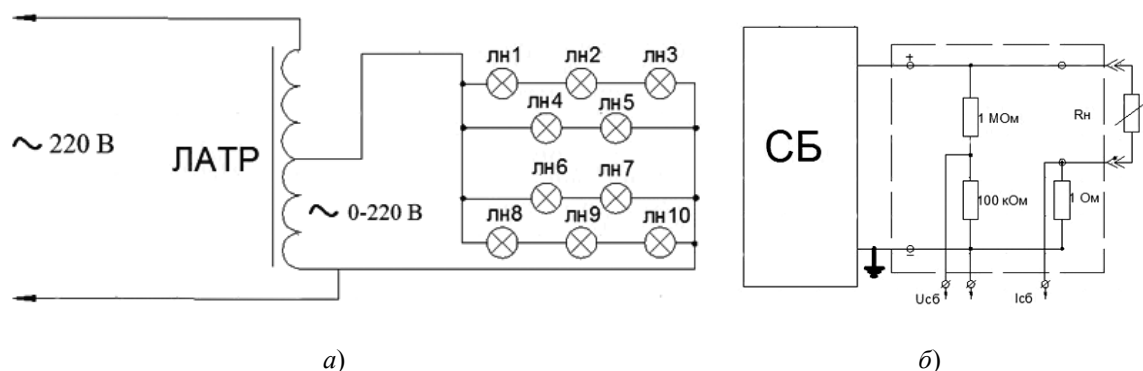 ~ 220 В
ЛАТР
~ 0-220 В
лн1 лн2 лн3
лн4 лн5
лн6 лн7
лн8 лн9 лн10
а)
СБ
+
1 МОм
Rн
100 кОм
1 Ом
–
Uсб
Iсб
б)